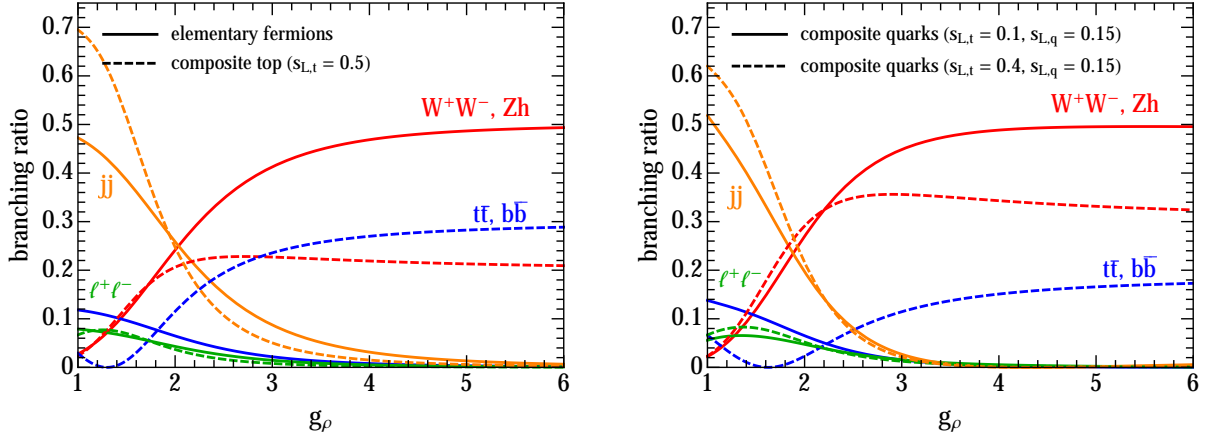 elementary fermions
composite top (s_{L,t} = 0.5)
W⁺W⁻, Zh
jj
tt̄, bb̄
ℓ⁺ℓ⁻
branching ratio
0.7
0.6
0.5
0.4
0.3
0.2
0.1
0
1 2 3 4 5 6
g_ρ
composite quarks (s_{L,t} = 0.1, s_{L,q} = 0.15)
composite quarks (s_{L,t} = 0.4, s_{L,q} = 0.15)
W⁺W⁻, Zh
jj
tt̄, bb̄
ℓ⁺ℓ⁻
branching ratio
0.7
0.6
0.5
0.4
0.3
0.2
0.1
0
1 2 3 4 5 6
g_ρ